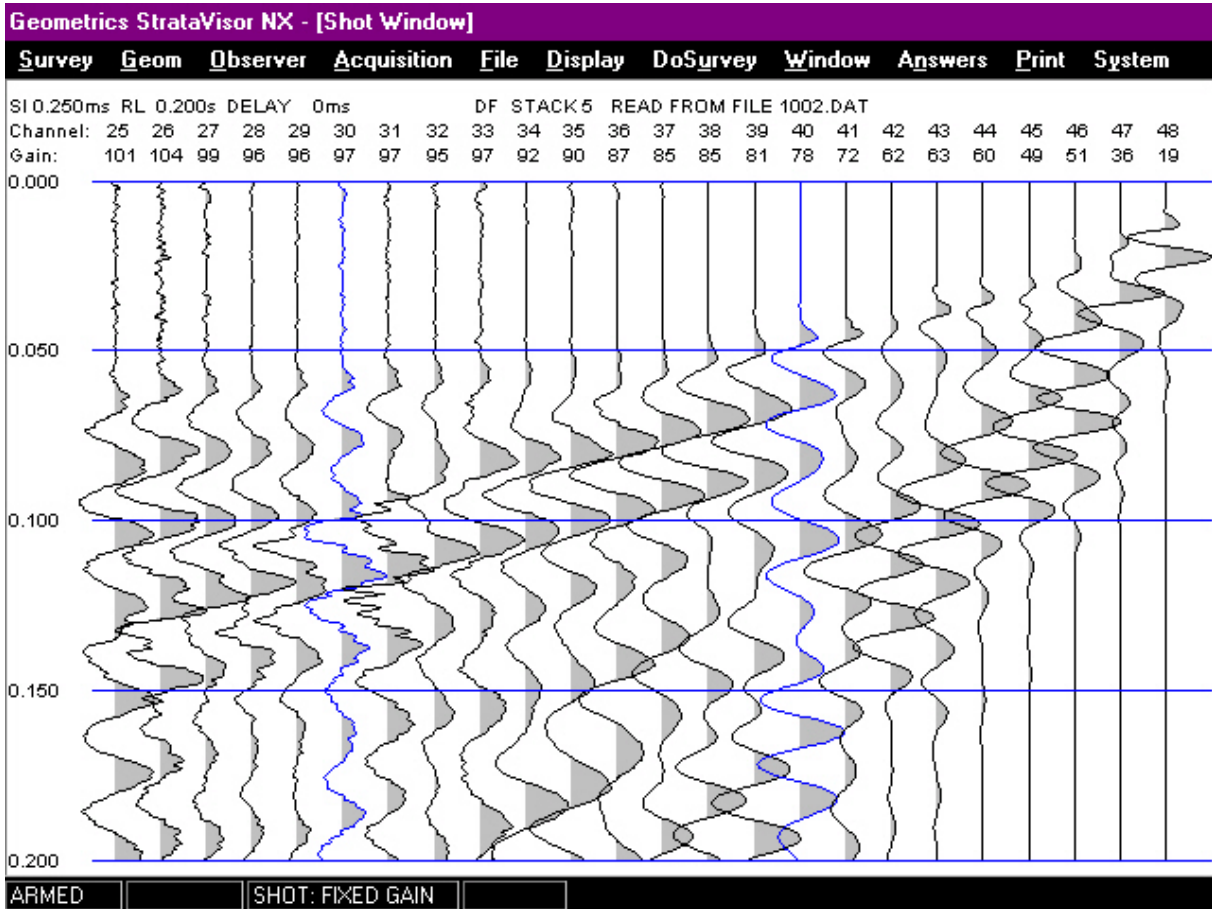 Geometrics StrataVisor NX - [Shot Window]
Survey Geom Observer Acquisition File Display DoSurvey Window Answers Print System
SI 0.250ms RL 0.200s DELAY 0ms DF STACK 5 READ FROM FILE 1002.DAT
Channel: 25 26 27 28 29 30 31 32 33 34 35 36 37 38 39 40 41 42 43 44 45 46 47 48
Gain: 101 104 99 96 96 97 97 95 97 92 90 87 85 85 81 78 72 62 63 60 49 51 36 19
0.000
0.050
0.100
0.150
0.200
ARMED SHOT: FIXED GAIN